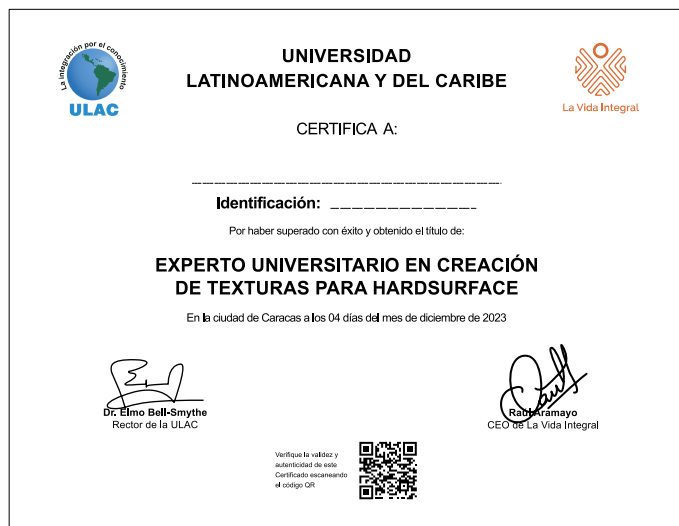 La integración por el conocimiento
ULAC
UNIVERSIDAD
LATINOAMERICANA Y DEL CARIBE
La Vida Integral
CERTIFICA A:
Identificación:
Por haber superado con éxito y obtenido el título de:
EXPERTO UNIVERSITARIO EN CREACIÓN
DE TEXTURAS PARA HARDSURFACE
En la ciudad de Caracas a los 04 días del mes de diciembre de 2023
Dr. Elmo Bell-Smythe
Rector de la ULAC
Raúl Aramayo
CEO de La Vida Integral
Verifique la validez y
autenticidad de este
Certificado escaneando
el código QR